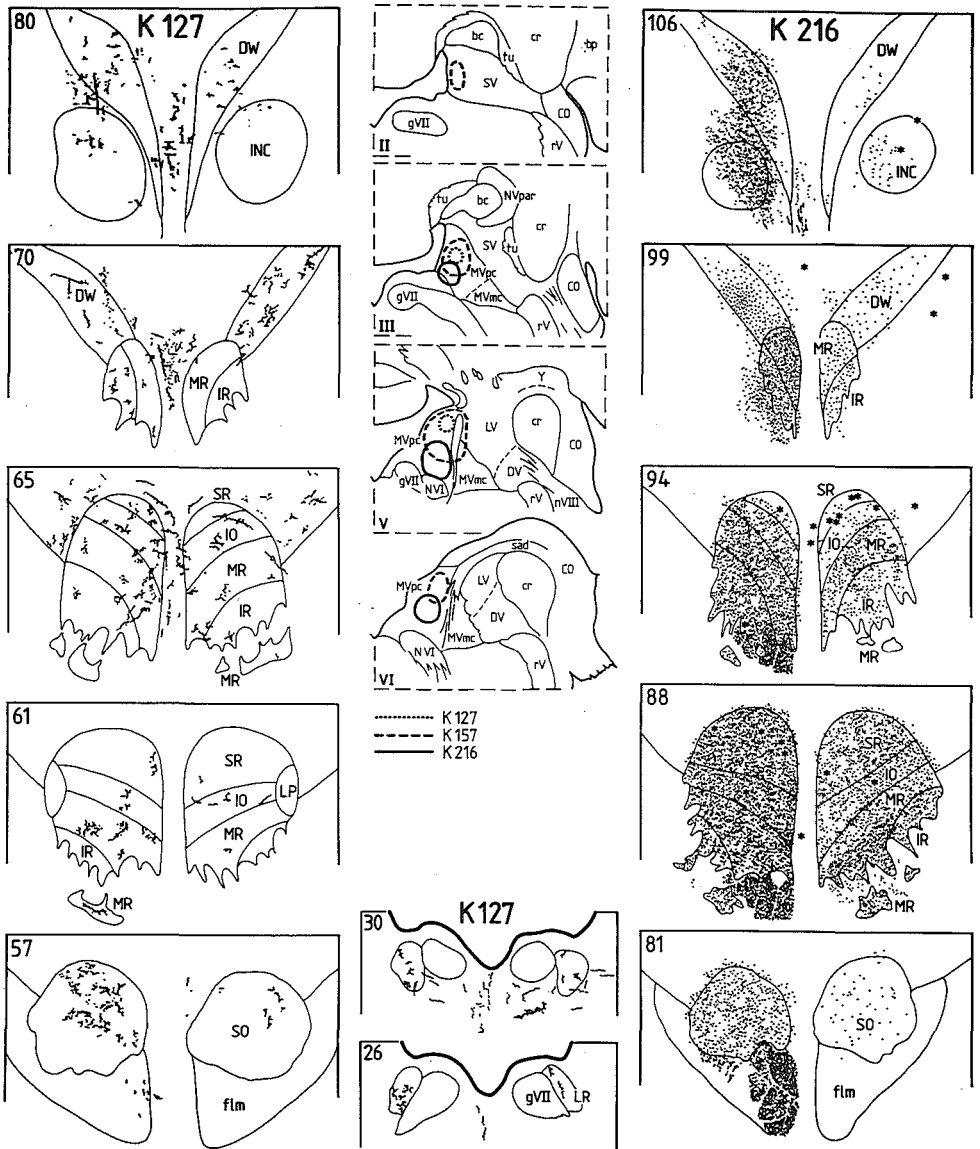 80 K 127
DW
INC
70
DW
MR
IR
65
SR
IO
MR
IR
MR
61
SR
IO
LP
MR
IR
MR
57
SO
flm
bc
cr
bp
tu
SV
CO
gVII
II
rV
tu
bc
NVpar
cr
SV
tu
MVpc
CO
gVII
MVmc
III
rV
Y
cr
LV
CO
MVpc
DV
gVII
NVI
MVmc
rV
nVIII
V
sad
CO
MVpc
LV
cr
DV
MVmc
NVI
rV
VI
K 127
K 157
K 216
K 127
30
26
gVII
LR
106 K 216
DW
INC
99
DW
MR
IR
94
SR
IO
MR
IR
MR
88
SR
IO
MR
IR
MR
81
SO
flm